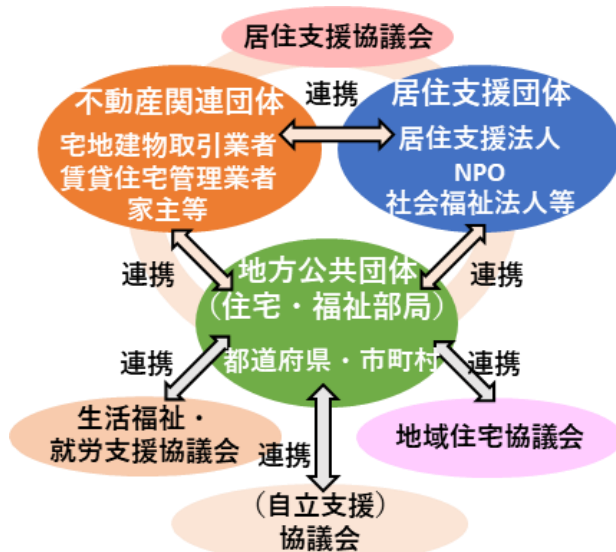 居住支援協議会
不動産関連団体
宅地建物取引業者
賃貸住宅管理業者
家主等
連携
居住支援団体
居住支援法人
NPO
社会福祉法人等
連携
連携
地方公共団体
（住宅・福祉部局）
都道府県・市町村
連携
連携
生活福祉・
就労支援協議会
連携
地域住宅協議会
（自立支援）
協議会